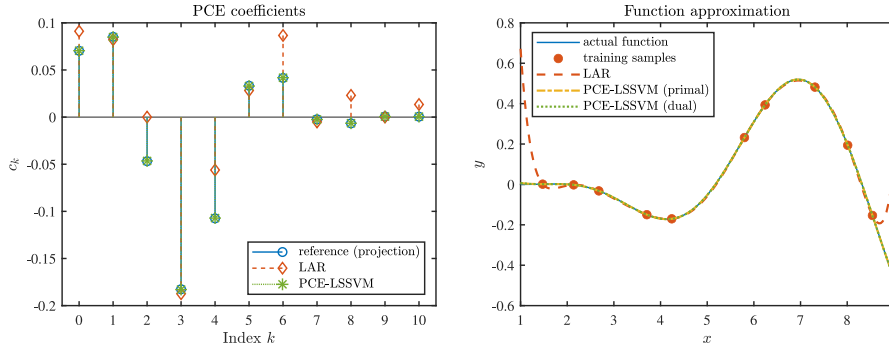 PCE coefficients
0.1
0.05
0
-0.05
-0.1
-0.15
-0.2
c_k
reference (projection)
LAR
PCE-LSSVM
0 1 2 3 4 5 6 7 8 9 10
Index k
Function approximation
0.8
0.6
0.4
0.2
0
-0.2
-0.4
-0.6
y
actual function
training samples
LAR
PCE-LSSVM (primal)
PCE-LSSVM (dual)
1 2 3 4 5 6 7 8
x